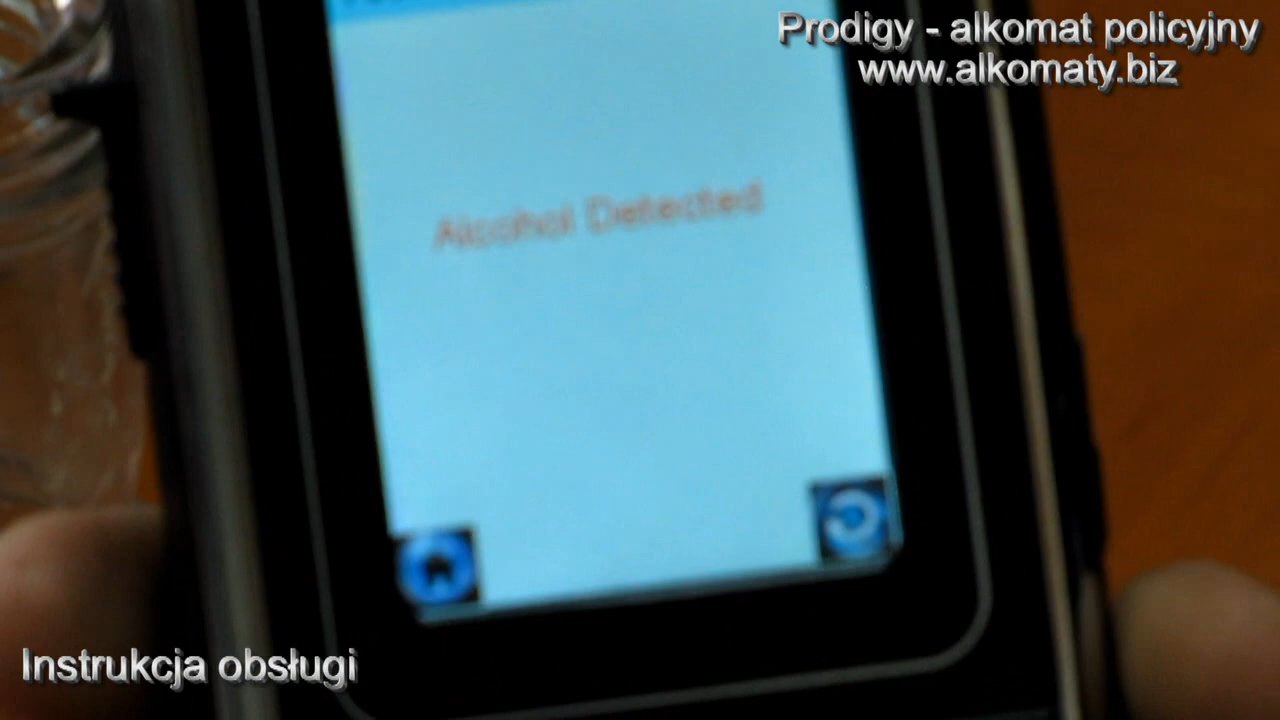 Prodigy - alkomat policyjny
www.alkomaty.biz
Alcohol Detected
Instrukcja obsługi